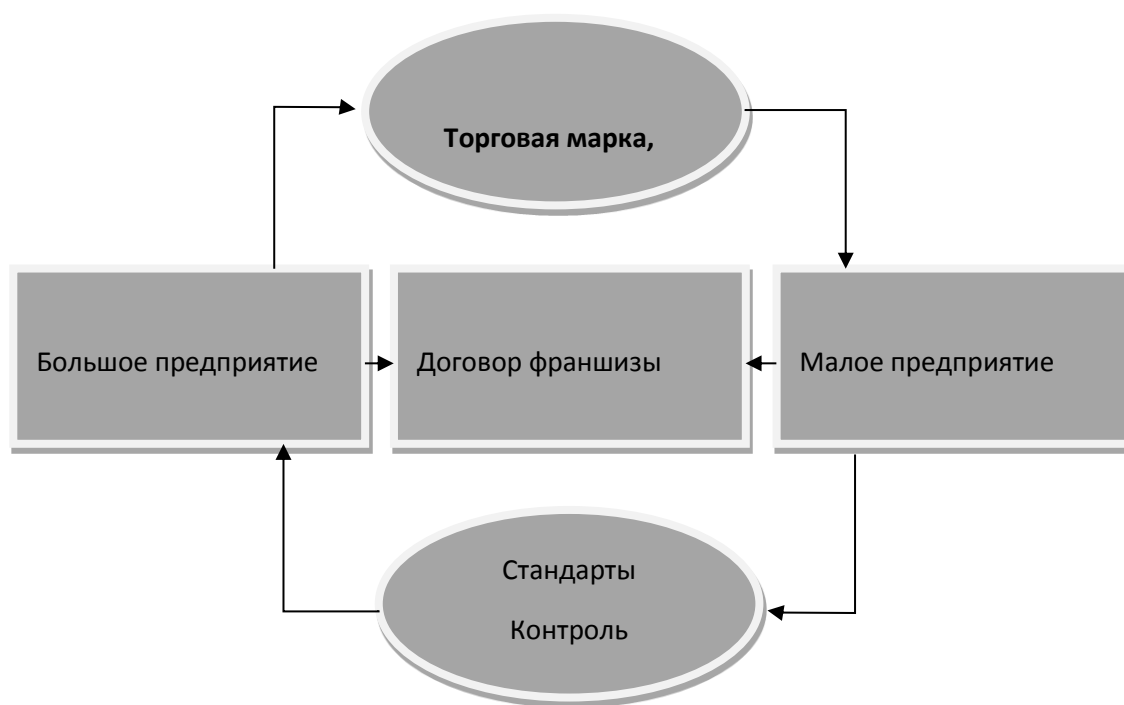 Торговая марка,
Большое предприятие
Договор франшизы
Малое предприятие
Стандарты
Контроль